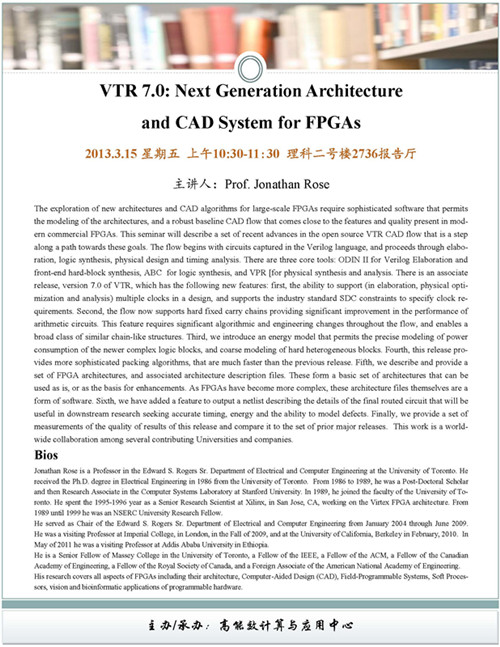 VTR 7.0: Next Generation Architecture
and CAD System for FPGAs
2013.3.15 星期五 上午10:30-11:30 理科二号楼2736报告厅
主讲人：Prof. Jonathan Rose
The exploration of new architectures and CAD algorithms for large-scale FPGAs require sophisticated software that permits
the modeling of the architectures, and a robust baseline CAD flow that comes close to the features and quality present in mod-
ern commercial FPGAs. This seminar will describe a set of recent advances in the open source VTR CAD flow that is a step
along a path towards these goals. The flow begins with circuits captured in the Verilog language, and proceeds through elabo-
ration, logic synthesis, physical design and timing analysis. There are three core tools: ODIN II for Verilog Elaboration and
front-end hard-block synthesis, ABC for logic synthesis, and VPR [for physical synthesis and analysis. There is an associate
release, version 7.0 of VTR, which has the following new features: first, the ability to support (in elaboration, physical opti-
mization and analysis) multiple clocks in a design, and supports the industry standard SDC constraints to specify clock re-
quirements. Second, the flow now supports hard fixed carry chains providing significant improvement in the performance of
arithmetic circuits. This feature requires significant algorithmic and engineering changes throughout the flow, and enables a
broad class of similar chain-like structures. Third, we introduce an energy model that permits the precise modeling of power
consumption of the newer complex logic blocks, and coarse modeling of hard heterogeneous blocks. Fourth, this release pro-
vides more sophisticated packing algorithms, that are much faster than the previous release. Fifth, we describe and provide a
set of FPGA architectures, and associated architecture description files. These form a basic set of architectures that can be
used as is, or as the basis for enhancements. As FPGAs have become more complex, these architecture files themselves are a
form of software. Sixth, we have added a feature to output a netlist describing the details of the final routed circuit that will be
useful in downstream research seeking accurate timing, energy and the ability to model defects. Finally, we provide a set of
measurements of the quality of results of this release and compare it to the set of prior major releases. This work is a world-
wide collaboration among several contributing Universities and companies.
Bios
Jonathan Rose is a Professor in the Edward S. Rogers Sr. Department of Electrical and Computer Engineering at the University of Toronto. He
received the Ph.D. degree in Electrical Engineering in 1986 from the University of Toronto. From 1986 to 1989, he was a Post-Doctoral Scholar
and then Research Associate in the Computer Systems Laboratory at Stanford University. In 1989, he joined the faculty of the University of To-
ronto. He spent the 1995-1996 year as a Senior Research Scientist at Xilinx, in San Jose, CA, working on the Virtex FPGA architecture. From
1989 until 1999 he was an NSERC University Research Fellow.
He served as Chair of the Edward S. Rogers Sr. Department of Electrical and Computer Engineering from January 2004 through June 2009.
He was a visiting Professor at Imperial College, in London, in the Fall of 2009, and at the University of California, Berkeley in February, 2010. In
May of 2011 he was a visiting Professor at Addis Ababa University in Ethiopia.
He is a Senior Fellow of Massey College in the University of Toronto, a Fellow of the IEEE, a Fellow of the ACM, a Fellow of the Canadian
Academy of Engineering, a Fellow of the Royal Society of Canada, and a Foreign Associate of the American National Academy of Engineering.
His research covers all aspects of FPGAs including their architecture, Computer-Aided Design (CAD), Field-Programmable Systems, Soft Proces-
sors, vision and bioinformatic applications of programmable hardware.
主办/承办：高能效计算与应用中心